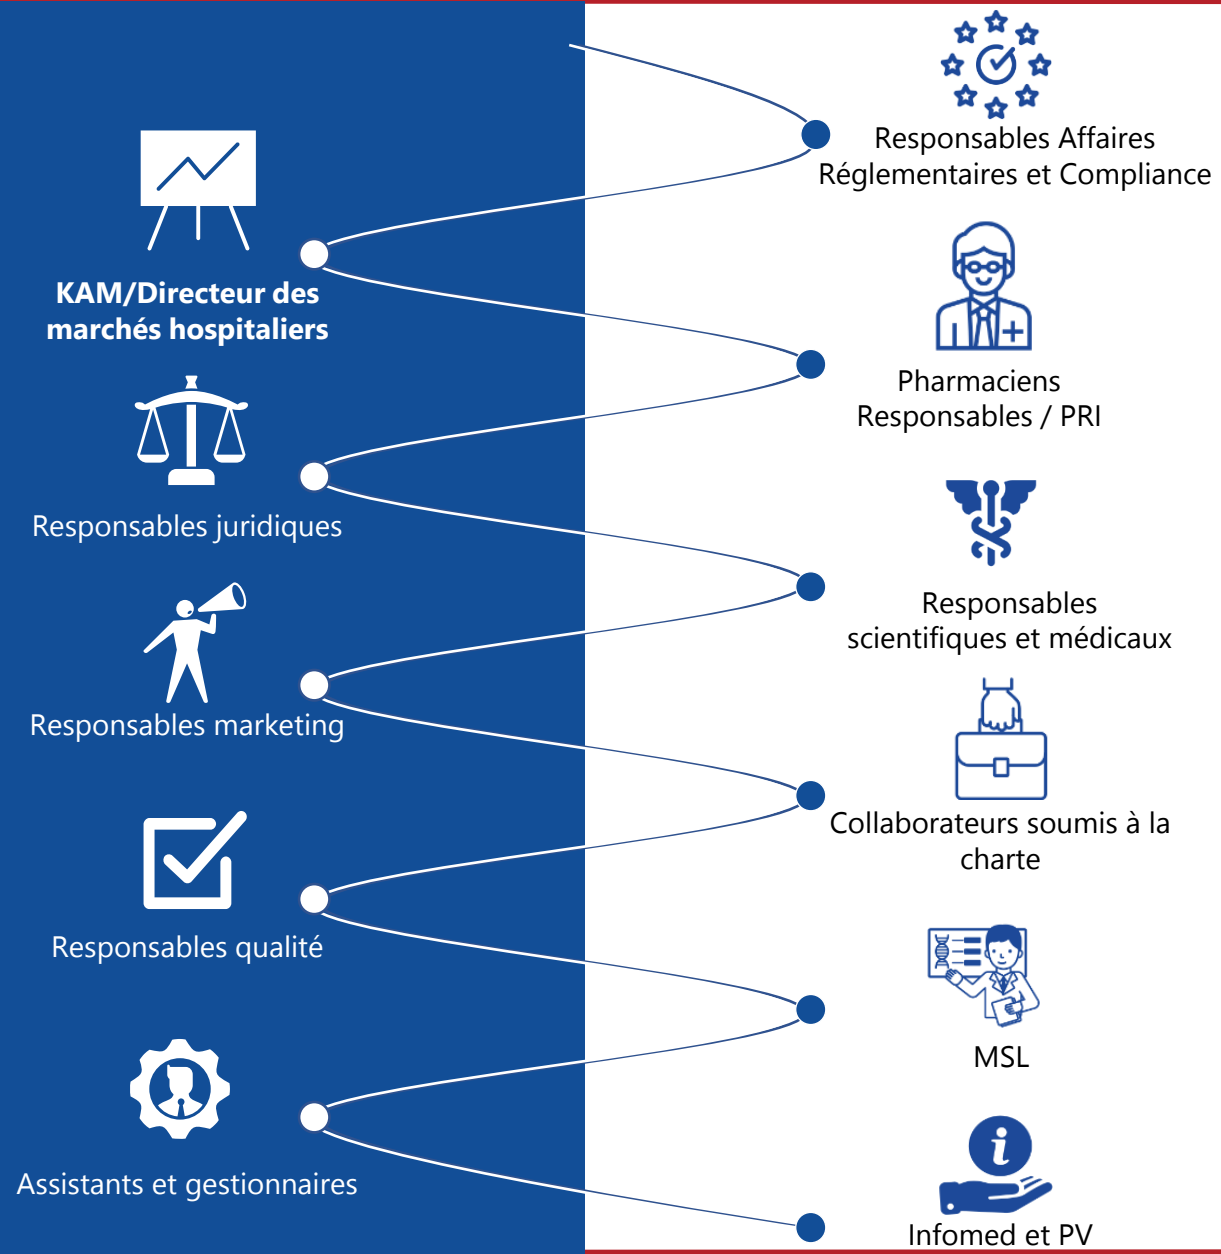 Responsables Affaires
Réglementaires et Compliance
KAM/Directeur des
marchés hospitaliers
Pharmaciens
Responsables / PRI
Responsables juridiques
Responsables
scientifiques et médicaux
Responsables marketing
Collaborateurs soumis à la
charte
Responsables qualité
MSL
Assistants et gestionnaires
i
Infomed et PV